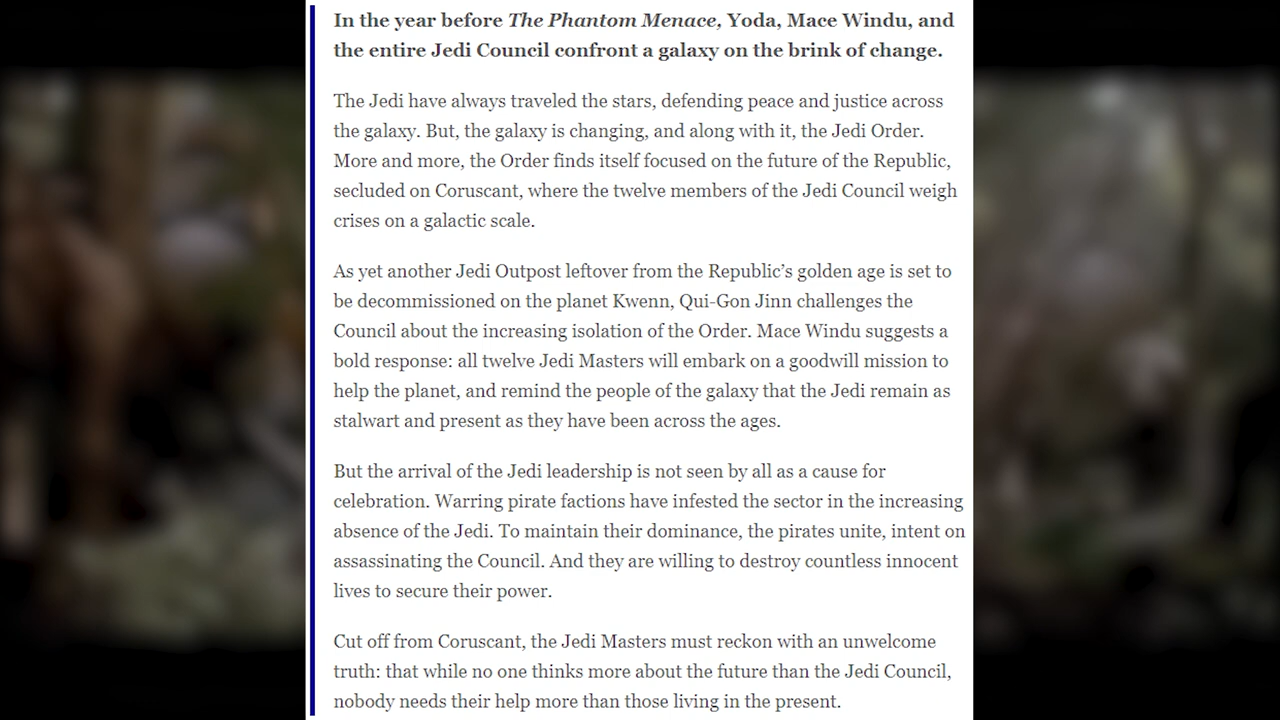 In the year before The Phantom Menace, Yoda, Mace Windu, and
the entire Jedi Council confront a galaxy on the brink of change.
The Jedi have always traveled the stars, defending peace and justice across
the galaxy. But, the galaxy is changing, and along with it, the Jedi Order.
More and more, the Order finds itself focused on the future of the Republic,
secluded on Coruscant, where the twelve members of the Jedi Council weigh
crises on a galactic scale.
As yet another Jedi Outpost leftover from the Republic’s golden age is set to
be decommissioned on the planet Kwenn, Qui-Gon Jinn challenges the
Council about the increasing isolation of the Order. Mace Windu suggests a
bold response: all twelve Jedi Masters will embark on a goodwill mission to
help the planet, and remind the people of the galaxy that the Jedi remain as
stalwart and present as they have been across the ages.
But the arrival of the Jedi leadership is not seen by all as a cause for
celebration. Warring pirate factions have infested the sector in the increasing
absence of the Jedi. To maintain their dominance, the pirates unite, intent on
assassinating the Council. And they are willing to destroy countless innocent
lives to secure their power.
Cut off from Coruscant, the Jedi Masters must reckon with an unwelcome
truth: that while no one thinks more about the future than the Jedi Council,
nobody needs their help more than those living in the present.